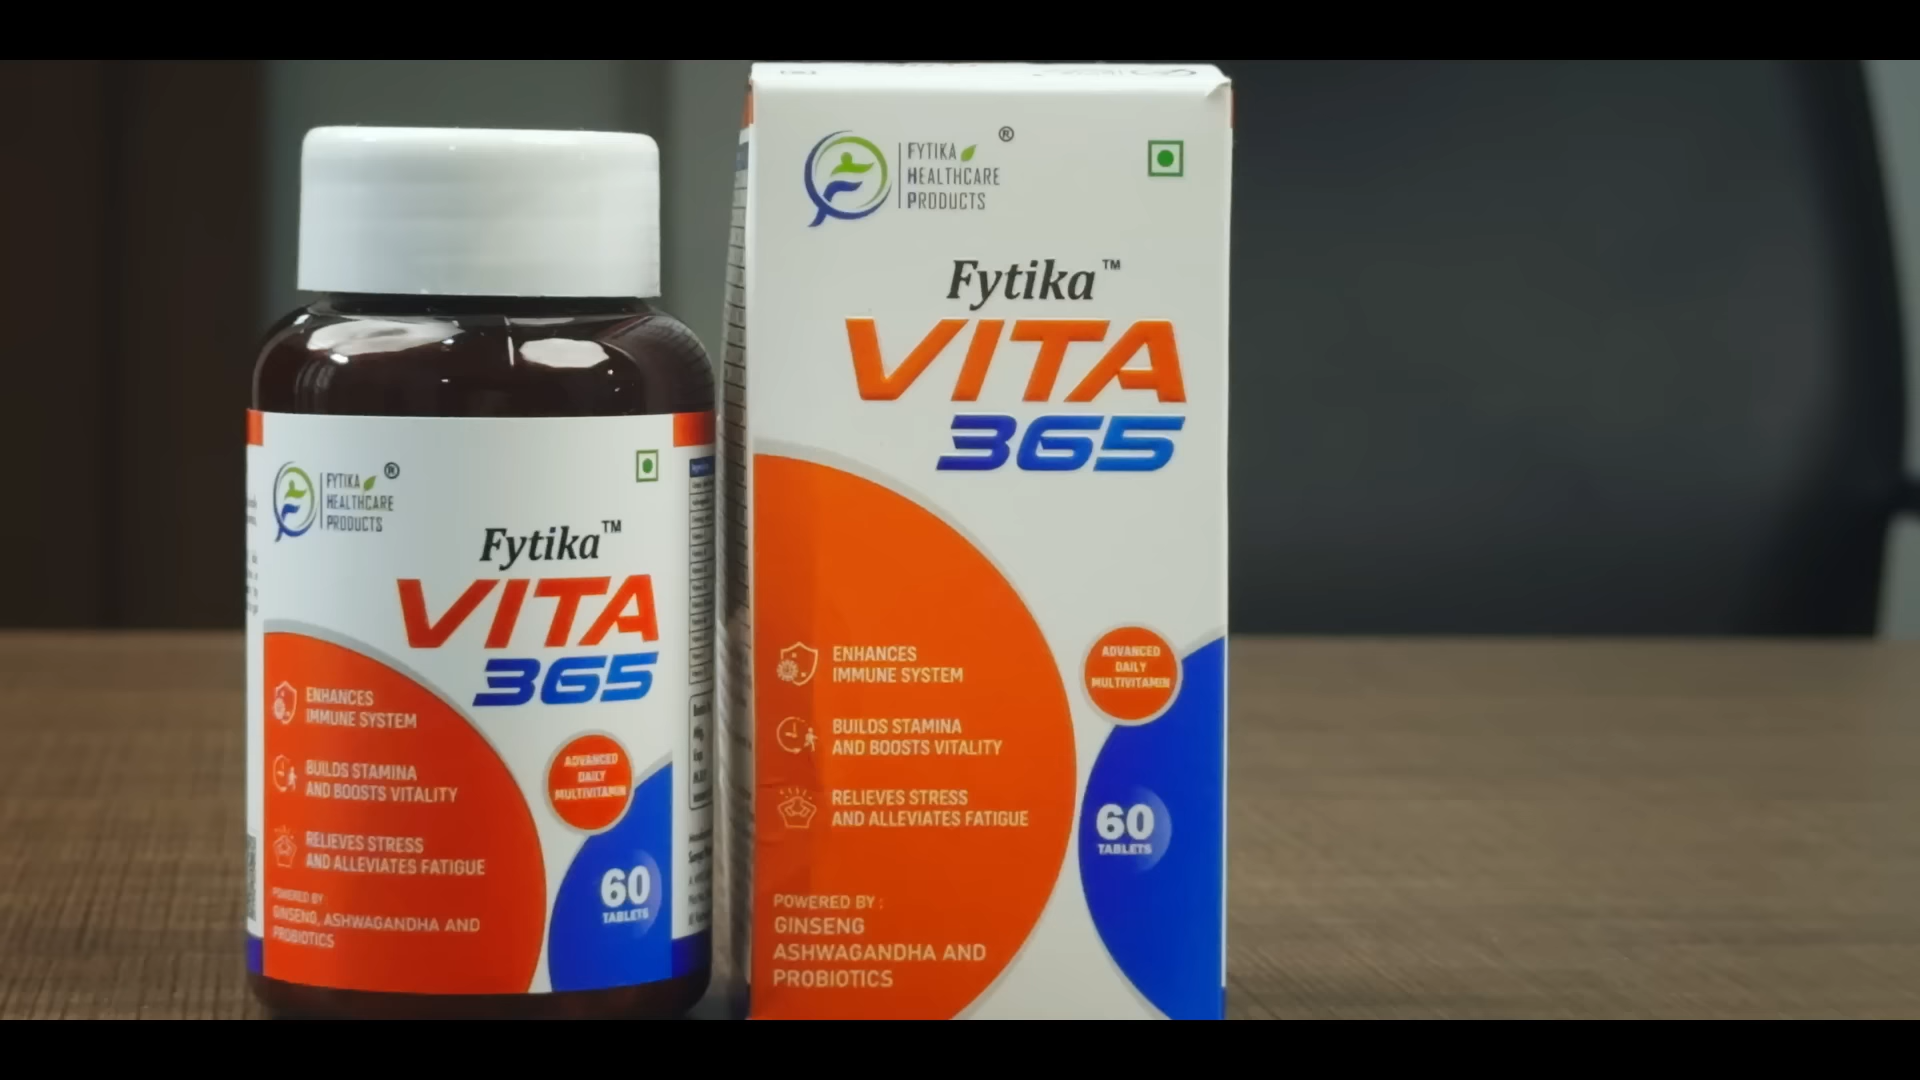 FYTIKA
HEALTHCARE
PRODUCTS
®
Fytika™
VITA
365
ENHANCES
IMMUNE SYSTEM
BUILDS STAMINA
AND BOOSTS VITALITY
RELIEVES STRESS
AND ALLEVIATES FATIGUE
ADVANCED
DAILY
MULTIVITAMIN
60
TABLETS
POWERED BY :
GINSENG, ASHWAGANDHA AND
PROBIOTICS
FYTIKA
HEALTHCARE
PRODUCTS
®
Fytika™
VITA
365
ENHANCES
IMMUNE SYSTEM
BUILDS STAMINA
AND BOOSTS VITALITY
RELIEVES STRESS
AND ALLEVIATES FATIGUE
ADVANCED
DAILY
MULTIVITAMIN
60
TABLETS
POWERED BY :
GINSENG
ASHWAGANDHA AND
PROBIOTICS